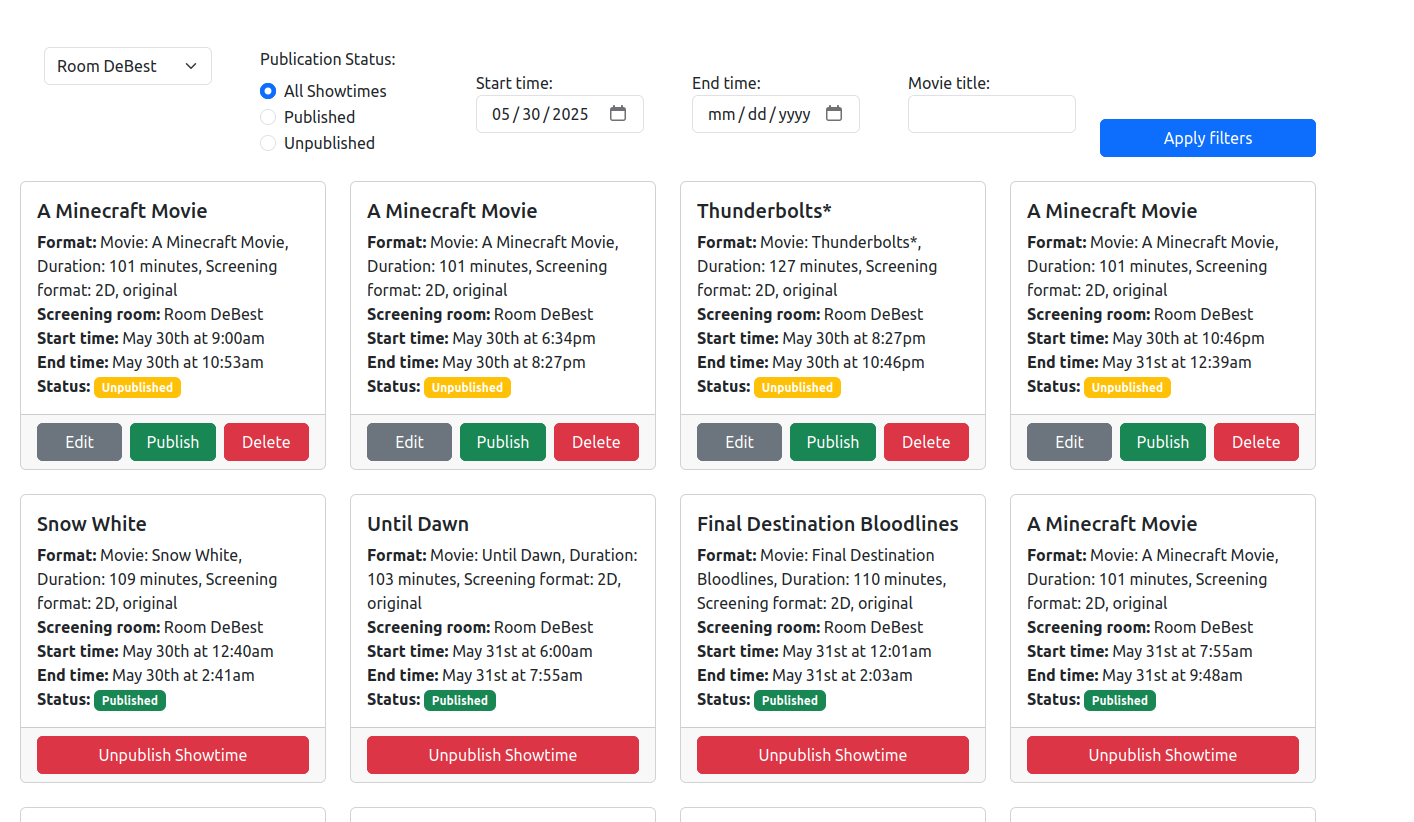 Room DeBest
Publication Status:
All Showtimes
Published
Unpublished
Start time:
05/30/2025
End time:
mm/dd/yyyy
Movie title:
Apply filters
A Minecraft Movie
Format: Movie: A Minecraft Movie,
Duration: 101 minutes, Screening
format: 2D, original
Screening room: Room DeBest
Start time: May 30th at 9:00am
End time: May 30th at 10:53am
Status: Unpublished
Edit
Publish
Delete
A Minecraft Movie
Format: Movie: A Minecraft Movie,
Duration: 101 minutes, Screening
format: 2D, original
Screening room: Room DeBest
Start time: May 30th at 6:34pm
End time: May 30th at 8:27pm
Status: Unpublished
Edit
Publish
Delete
Thunderbolts*
Format: Movie: Thunderbolts*,
Duration: 127 minutes, Screening
format: 2D, original
Screening room: Room DeBest
Start time: May 30th at 8:27pm
End time: May 30th at 10:46pm
Status: Unpublished
Edit
Publish
Delete
A Minecraft Movie
Format: Movie: A Minecraft Movie,
Duration: 101 minutes, Screening
format: 2D, original
Screening room: Room DeBest
Start time: May 30th at 10:46pm
End time: May 31st at 12:39am
Status: Unpublished
Edit
Publish
Delete
Snow White
Format: Movie: Snow White,
Duration: 109 minutes, Screening
format: 2D, original
Screening room: Room DeBest
Start time: May 30th at 12:40am
End time: May 30th at 2:41am
Status: Published
Unpublish Showtime
Until Dawn
Format: Movie: Until Dawn, Duration:
103 minutes, Screening format: 2D,
original
Screening room: Room DeBest
Start time: May 31st at 6:00am
End time: May 31st at 7:55am
Status: Published
Unpublish Showtime
Final Destination Bloodlines
Format: Movie: Final Destination
Bloodlines, Duration: 110 minutes,
Screening format: 2D, original
Screening room: Room DeBest
Start time: May 31st at 12:01am
End time: May 31st at 2:03am
Status: Published
Unpublish Showtime
A Minecraft Movie
Format: Movie: A Minecraft Movie,
Duration: 101 minutes, Screening
format: 2D, original
Screening room: Room DeBest
Start time: May 31st at 7:55am
End time: May 31st at 9:48am
Status: Published
Unpublish Showtime